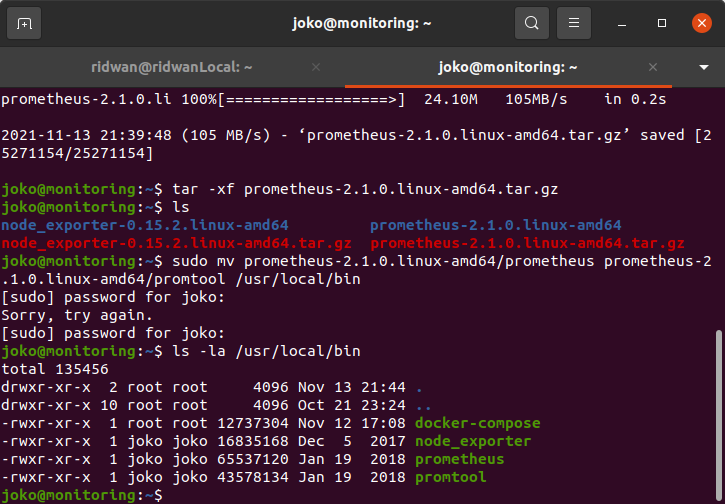 joko@monitoring: ~
ridwan@ridwanLocal: ~
joko@monitoring: ~
prometheus-2.1.0.li 100%[===================>]  24.10M   105MB/s    in 0.2s
2021-11-13 21:39:48 (105 MB/s) - ‘prometheus-2.1.0.linux-amd64.tar.gz’ saved [2
5271154/25271154]
joko@monitoring:~$ tar -xf prometheus-2.1.0.linux-amd64.tar.gz
joko@monitoring:~$ ls
node_exporter-0.15.2.linux-amd64         prometheus-2.1.0.linux-amd64
node_exporter-0.15.2.linux-amd64.tar.gz  prometheus-2.1.0.linux-amd64.tar.gz
joko@monitoring:~$ sudo mv prometheus-2.1.0.linux-amd64/prometheus prometheus-2
.1.0.linux-amd64/promtool /usr/local/bin
[sudo] password for joko:
Sorry, try again.
[sudo] password for joko:
joko@monitoring:~$ ls -la /usr/local/bin
total 135456
drwxr-xr-x  2 root root     4096 Nov 13 21:44 .
drwxr-xr-x 10 root root     4096 Oct 21 23:24 ..
-rwxr-xr-x  1 root root 12737304 Nov 12 17:08 docker-compose
-rwxr-xr-x  1 joko joko 16835168 Dec  5  2017 node_exporter
-rwxr-xr-x  1 joko joko 65537120 Jan 19  2018 prometheus
-rwxr-xr-x  1 joko joko 43578134 Jan 19  2018 promtool
joko@monitoring:~$